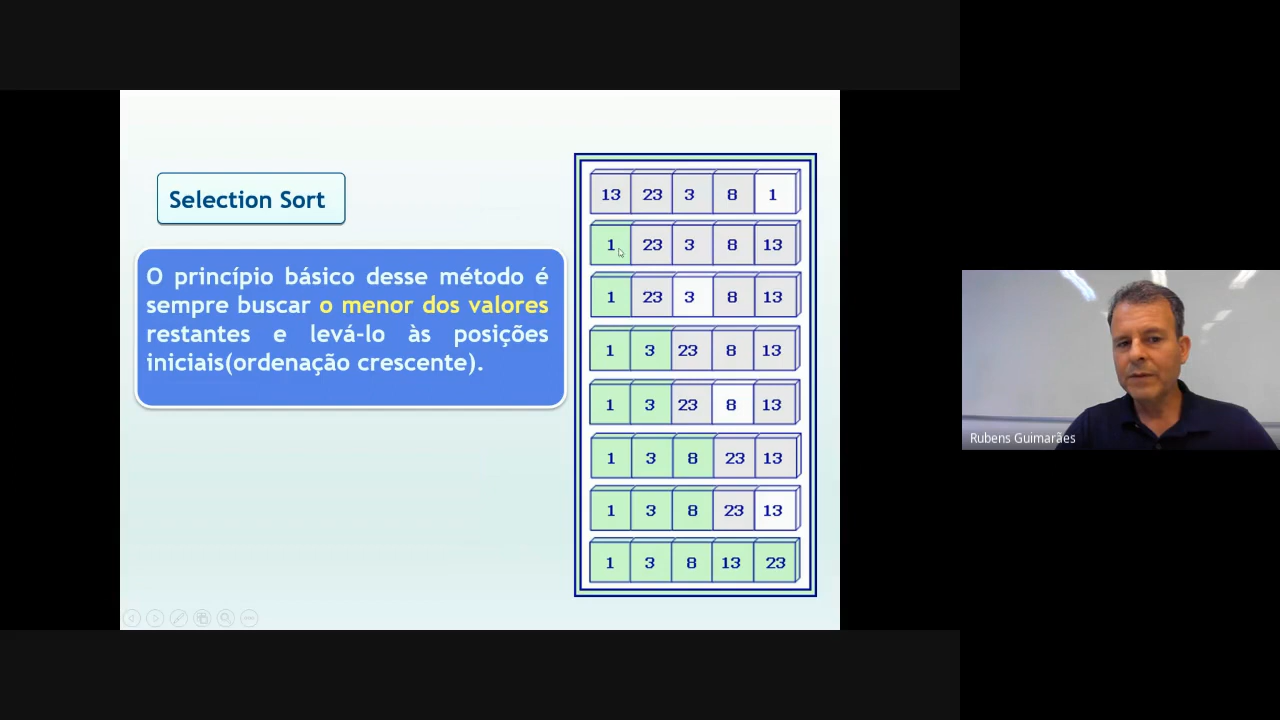 Selection Sort
O princípio básico desse método é
sempre buscar o menor dos valores
restantes e levá-lo às posições
iniciais(ordenação crescente).
13 23 3 8 1
1 23 3 8 13
1 23 3 8 13
1 3 23 8 13
1 3 23 8 13
1 3 8 23 13
1 3 8 23 13
1 3 8 13 23
Rubens Guimarães